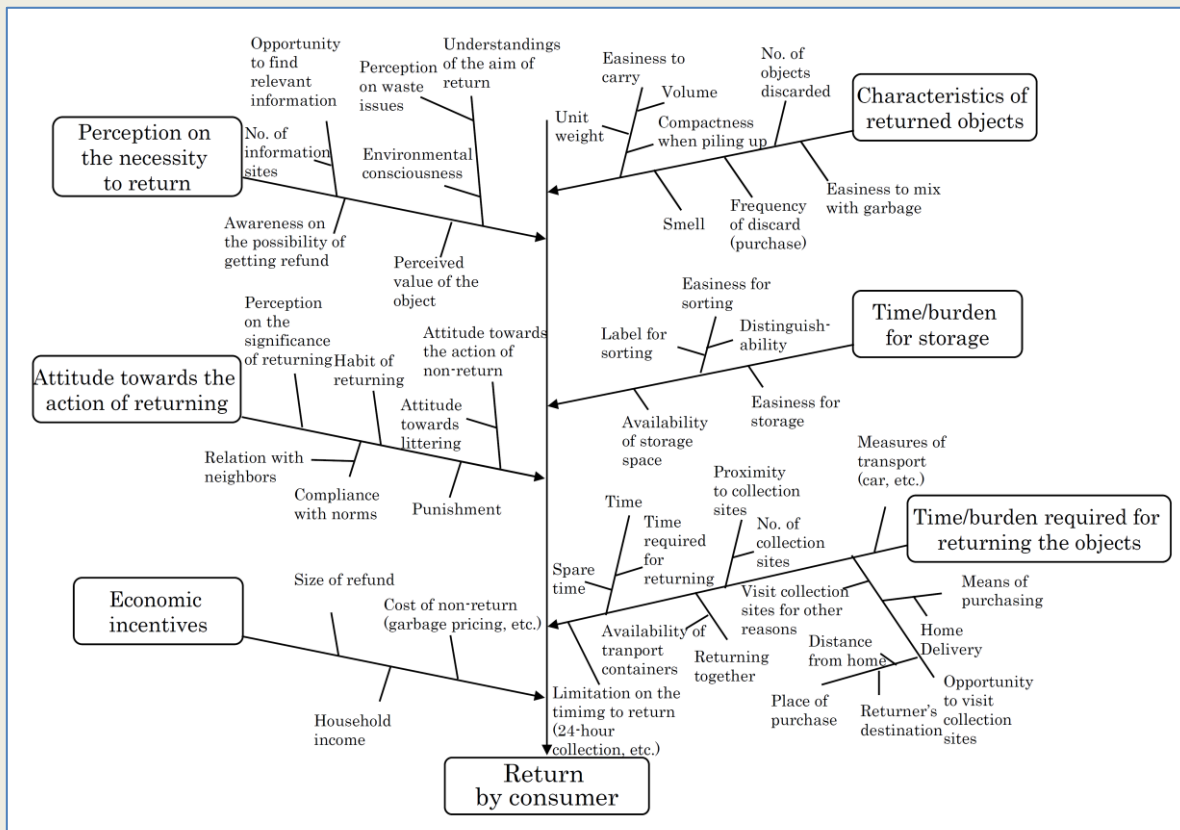 Opportunity
to find
relevant
information
Perception
on waste
issues
Understandings
of the aim of
return
No. of
information
sites
Environmental
consciousness
Perception on
the necessity
to return
Awareness on
the possibility of
getting refund
Perceived
value of the
object
Easiness to
carry
Volume
Unit
weight
Compactness
when piling up
No. of
objects
discarded
Characteristics of
returned objects
Smell
Frequency
of discard
(purchase)
Easiness to mix
with garbage
Perception
on the
significance
of returning
Habit of
returning
Attitude towards
the action of
non-return
Attitude
towards
littering
Attitude towards the
action of returning
Relation with
neighbors
Compliance
with norms
Punishment
Easiness for
sorting
Label for
sorting
Distinguish-
ability
Time/burden
for storage
Availability
of storage
space
Easiness for
storage
Size of refund
Cost of non-return
(garbage pricing, etc.)
Economic
incentives
Household
income
Time
Time
required
for
returning
Spare
time
Proximity
to collection
sites
No. of
collection
sites
Measures of
transport
(car, etc.)
Time/burden required for
returning the objects
Visit collection
sites for other
reasons
Means of
purchasing
Home
Delivery
Distance
from home
Place of
purchase
Returner's
destination
Opportunity
to visit
collection
sites
Availability of
tranport
containers
Returning
together
Limitation on the
timing to return
(24-hour
collection, etc.)
Return
by consumer